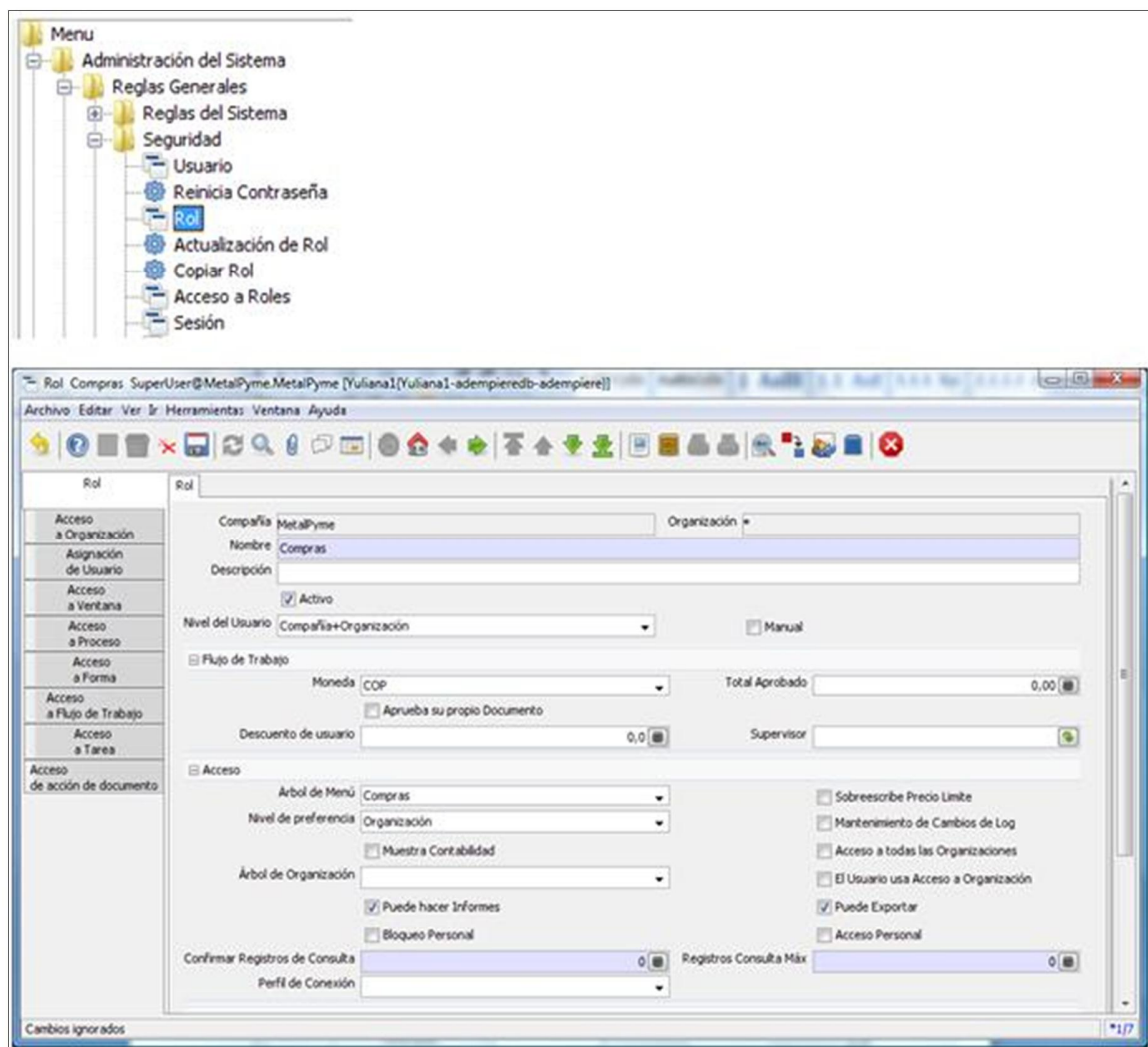 Menu
Administración del Sistema
Reglas Generales
Reglas del Sistema
Seguridad
Usuario
Reinicia Contraseña
Rol
Actualización de Rol
Copiar Rol
Acceso a Roles
Sesión
Rol Compras SuperUser@MetalPyme.MetalPyme [Yuliana1{Yuliana1-adempieredb-adempiere}]
Archivo Editar Ver Ir Herramientas Ventana Ayuda
Rol
Acceso
a Organización
Asignación
de Usuario
Acceso
a Ventana
Acceso
a Proceso
Acceso
a Forma
Acceso
a Flujo de Trabajo
Acceso
a Tarea
Acceso
de acción de documento
Rol
Compañía MetalPyme Organización *
Nombre Compras
Descripción
Activo
Nivel del Usuario Compañía+Organización Manual
Flujo de Trabajo
Moneda COP Total Aprobado 0,00
Aprueba su propio Documento
Descuento de usuario 0,0 Supervisor
Acceso
Arbol de Menú Compras Sobreescribe Precio Limite
Nivel de preferencia Organización Mantenimiento de Cambios de Log
Muestra Contabilidad Acceso a todas las Organizaciones
Árbol de Organización El Usuario usa Acceso a Organización
Puede hacer Informes Puede Exportar
Bloqueo Personal Acceso Personal
Confirmar Registros de Consulta 0 Registros Consulta Máx 0
Perfil de Conexión
Cambios ignorados *1/7